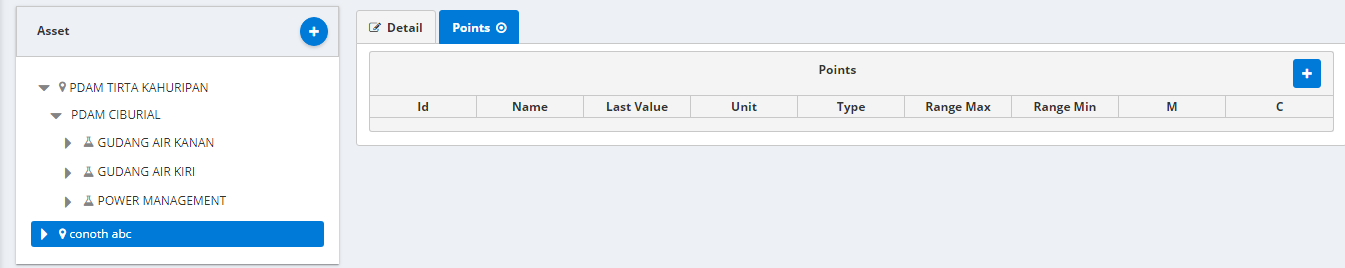 Asset
PDAM TIRTA KAHURIPAN
PDAM CIBURIAL
GUDANG AIR KANAN
GUDANG AIR KIRI
POWER MANAGEMENT
conoth abc
Detail Points
Points
Id Name Last Value Unit Type Range Max Range Min M C